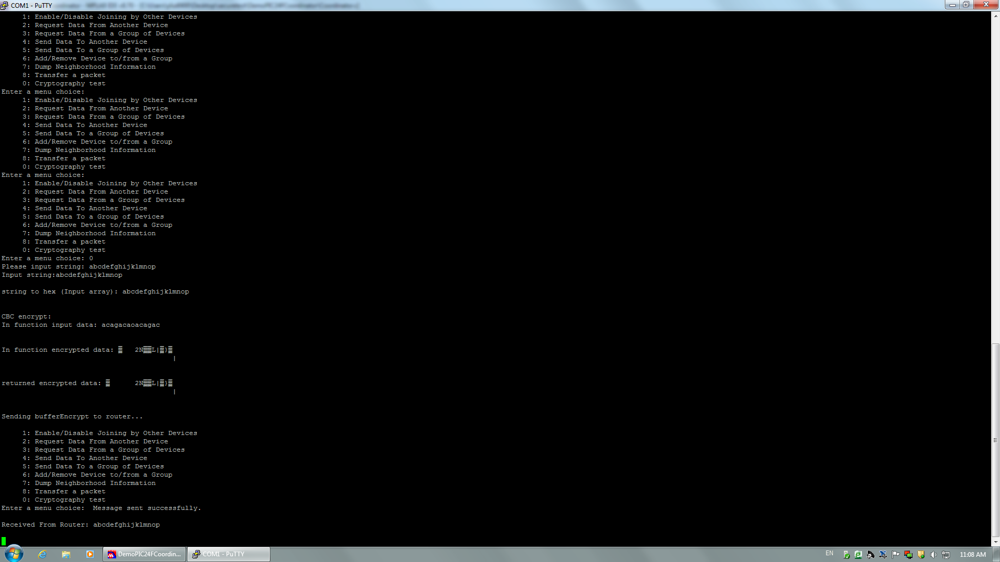 COM1 - PuTTY
1: Enable/Disable Joining by Other Devices
2: Request Data From Another Device
3: Request Data From a Group of Devices
4: Send Data To Another Device
5: Send Data To a Group of Devices
6: Add/Remove Device to/from a Group
7: Dump Neighborhood Information
8: Transfer a packet
0: Cryptography test
Enter a menu choice:
1: Enable/Disable Joining by Other Devices
2: Request Data From Another Device
3: Request Data From a Group of Devices
4: Send Data To Another Device
5: Send Data To a Group of Devices
6: Add/Remove Device to/from a Group
7: Dump Neighborhood Information
8: Transfer a packet
0: Cryptography test
Enter a menu choice:
1: Enable/Disable Joining by Other Devices
2: Request Data From Another Device
3: Request Data From a Group of Devices
4: Send Data To Another Device
5: Send Data To a Group of Devices
6: Add/Remove Device to/from a Group
7: Dump Neighborhood Information
8: Transfer a packet
0: Cryptography test
Enter a menu choice: 0
Please input string: abcdefghijklmnop
Input string:abcdefghijklmnop
string to hex (Input array): abcdefghijklmnop
CBC encrypt:
In function input data: acagacaoacagac
In function encrypted data: ▒   2N▒▒L|▒}▒
|
returned encrypted data: ▒      2N▒▒L|▒}▒
|
Sending bufferEncrypt to router...
1: Enable/Disable Joining by Other Devices
2: Request Data From Another Device
3: Request Data From a Group of Devices
4: Send Data To Another Device
5: Send Data To a Group of Devices
6: Add/Remove Device to/from a Group
7: Dump Neighborhood Information
8: Transfer a packet
0: Cryptography test
Enter a menu choice:  Message sent successfully.
Received From Router: abcdefghijklmnop
DemoPIC24FCoordin... COM1 - PuTTY EN 11:08 AM